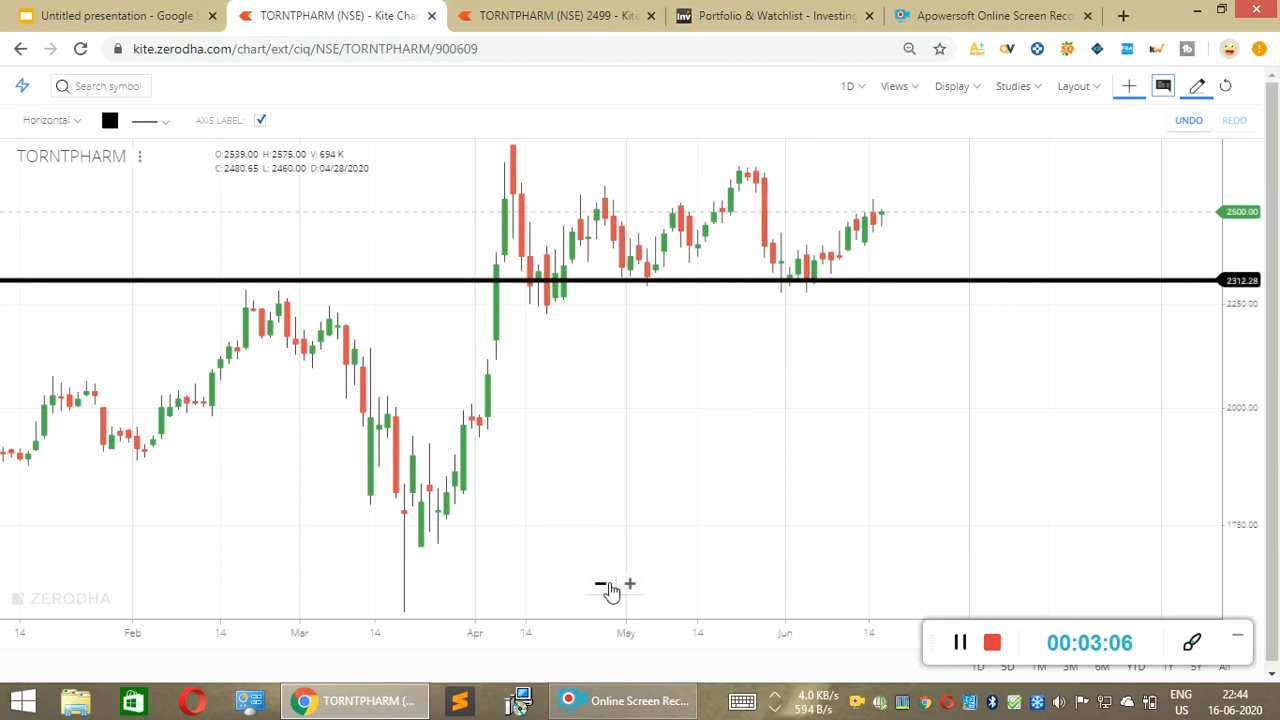 Untitled presentation - Google S
TORNTPHARM (NSE) - Kite Cha
TORNTPHARM (NSE) 2499 - Kite
Inv
Portfolio & Watchlist - Investing
Apowersoft Online Screen Reco
kite.zerodha.com/chart/ext/ciq/NSE/TORNTPHARM/900609
Search symbol
1D
Views
Display
Studies
Layout
Horizontal
AXIS LABEL:
UNDO
REDO
TORNTPHARM
O:2539.00 H:2575.00 V: 694 K
C:2480.65 L: 2460.00 D:04/28/2020
2500.00
2312.28
2250.00
2000.00
1750.00
ZERODHA
14
Feb
14
Mar
14
Apr
14
May
14
Jun
14
00:03:06
1D
5D
1M
3M
6M
YTD
1Y
5Y
All
TORNTPHARM (...
Online Screen Rec...
4.0 KB/s
594 B/s
ENG
US
22:44
16-06-2020